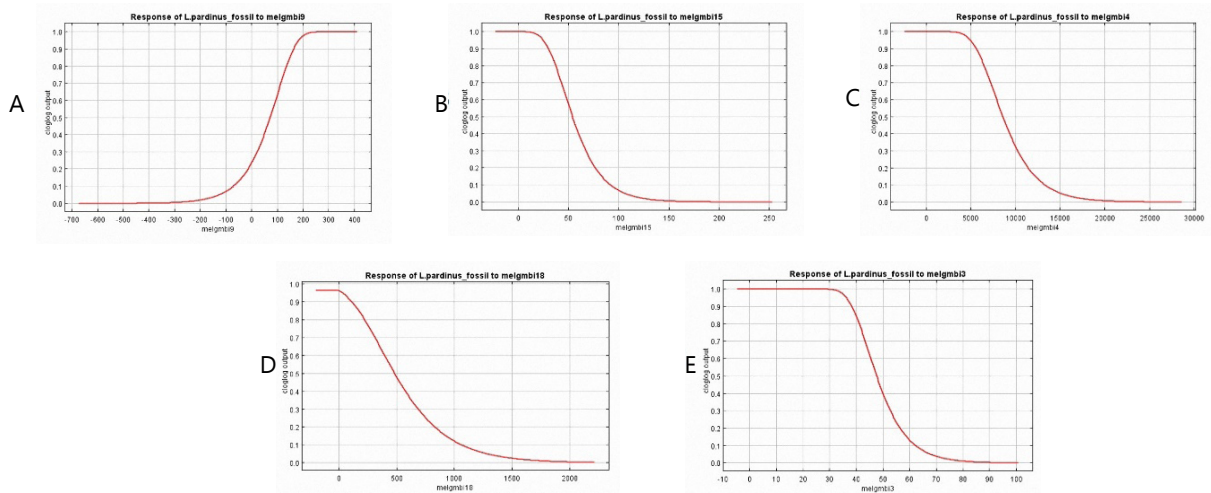 A
Response of L.pardinus_fossil to melgmbi9
cloglog output
1.0
0.9
0.8
0.7
0.6
0.5
0.4
0.3
0.2
0.1
0.0
-700 -600 -500 -400 -300 -200 -100 0 100 200 300 400
melgmbi9
B
Response of L.pardinus_fossil to melgmbi15
cloglog output
1.0
0.9
0.8
0.7
0.6
0.5
0.4
0.3
0.2
0.1
0.0
0 50 100 150 200 250
melgmbi15
C
Response of L.pardinus_fossil to melgmbi4
cloglog output
1.0
0.9
0.8
0.7
0.6
0.5
0.4
0.3
0.2
0.1
0.0
0 5000 10000 15000 20000 25000 30000
melgmbi4
D
Response of L.pardinus_fossil to melgmbi18
cloglog output
1.0
0.9
0.8
0.7
0.6
0.5
0.4
0.3
0.2
0.1
0.0
0 500 1000 1500 2000
melgmbi18
E
Response of L.pardinus_fossil to melgmbi3
cloglog output
1.0
0.9
0.8
0.7
0.6
0.5
0.4
0.3
0.2
0.1
0.0
-10 0 10 20 30 40 50 60 70 80 90 100
melgmbi3